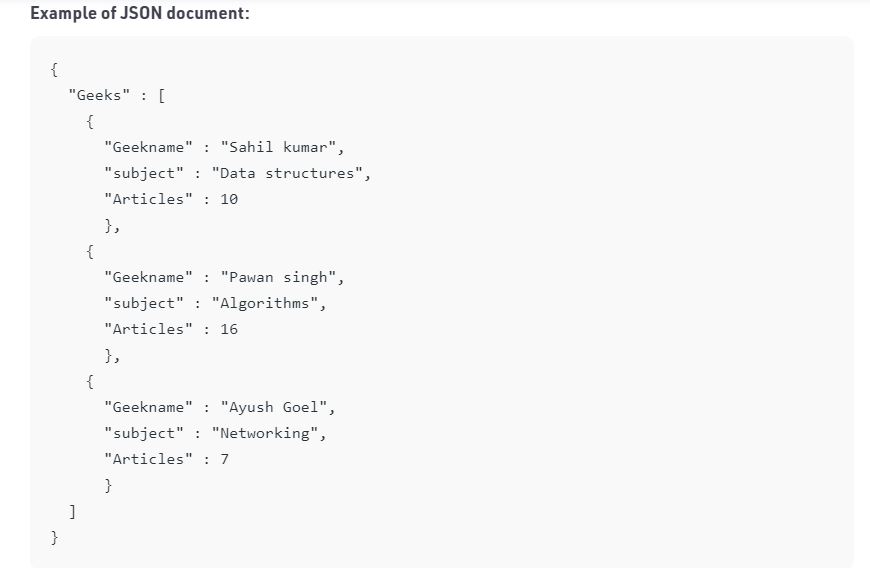 Example of JSON document:
{
"Geeks" : [
{
"Geekname" : "Sahil kumar",
"subject" : "Data structures",
"Articles" : 10
},
{
"Geekname" : "Pawan singh",
"subject" : "Algorithms",
"Articles" : 16
},
{
"Geekname" : "Ayush Goel",
"subject" : "Networking",
"Articles" : 7
}
]
}